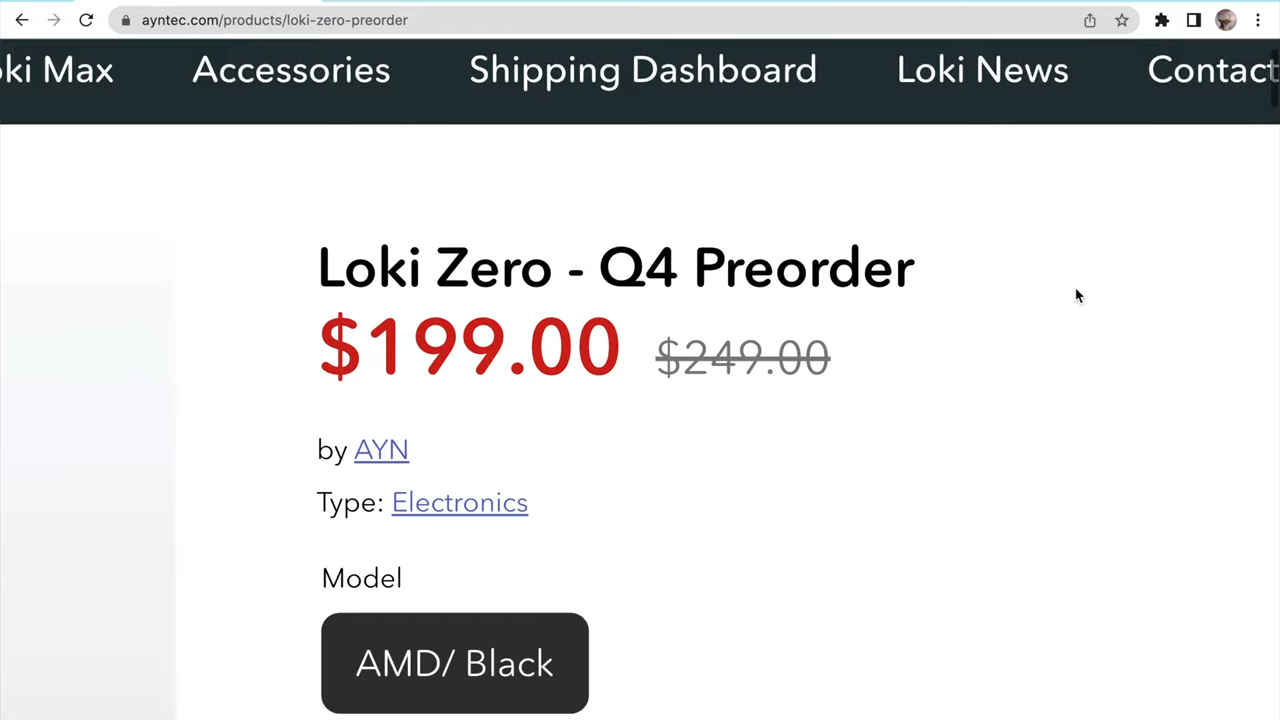 ayntec.com/products/loki-zero-preorder
oki Max Accessories Shipping Dashboard Loki News Contact
Loki Zero - Q4 Preorder
$199.00 $249.00
by AYN
Type: Electronics
Model
AMD/ Black